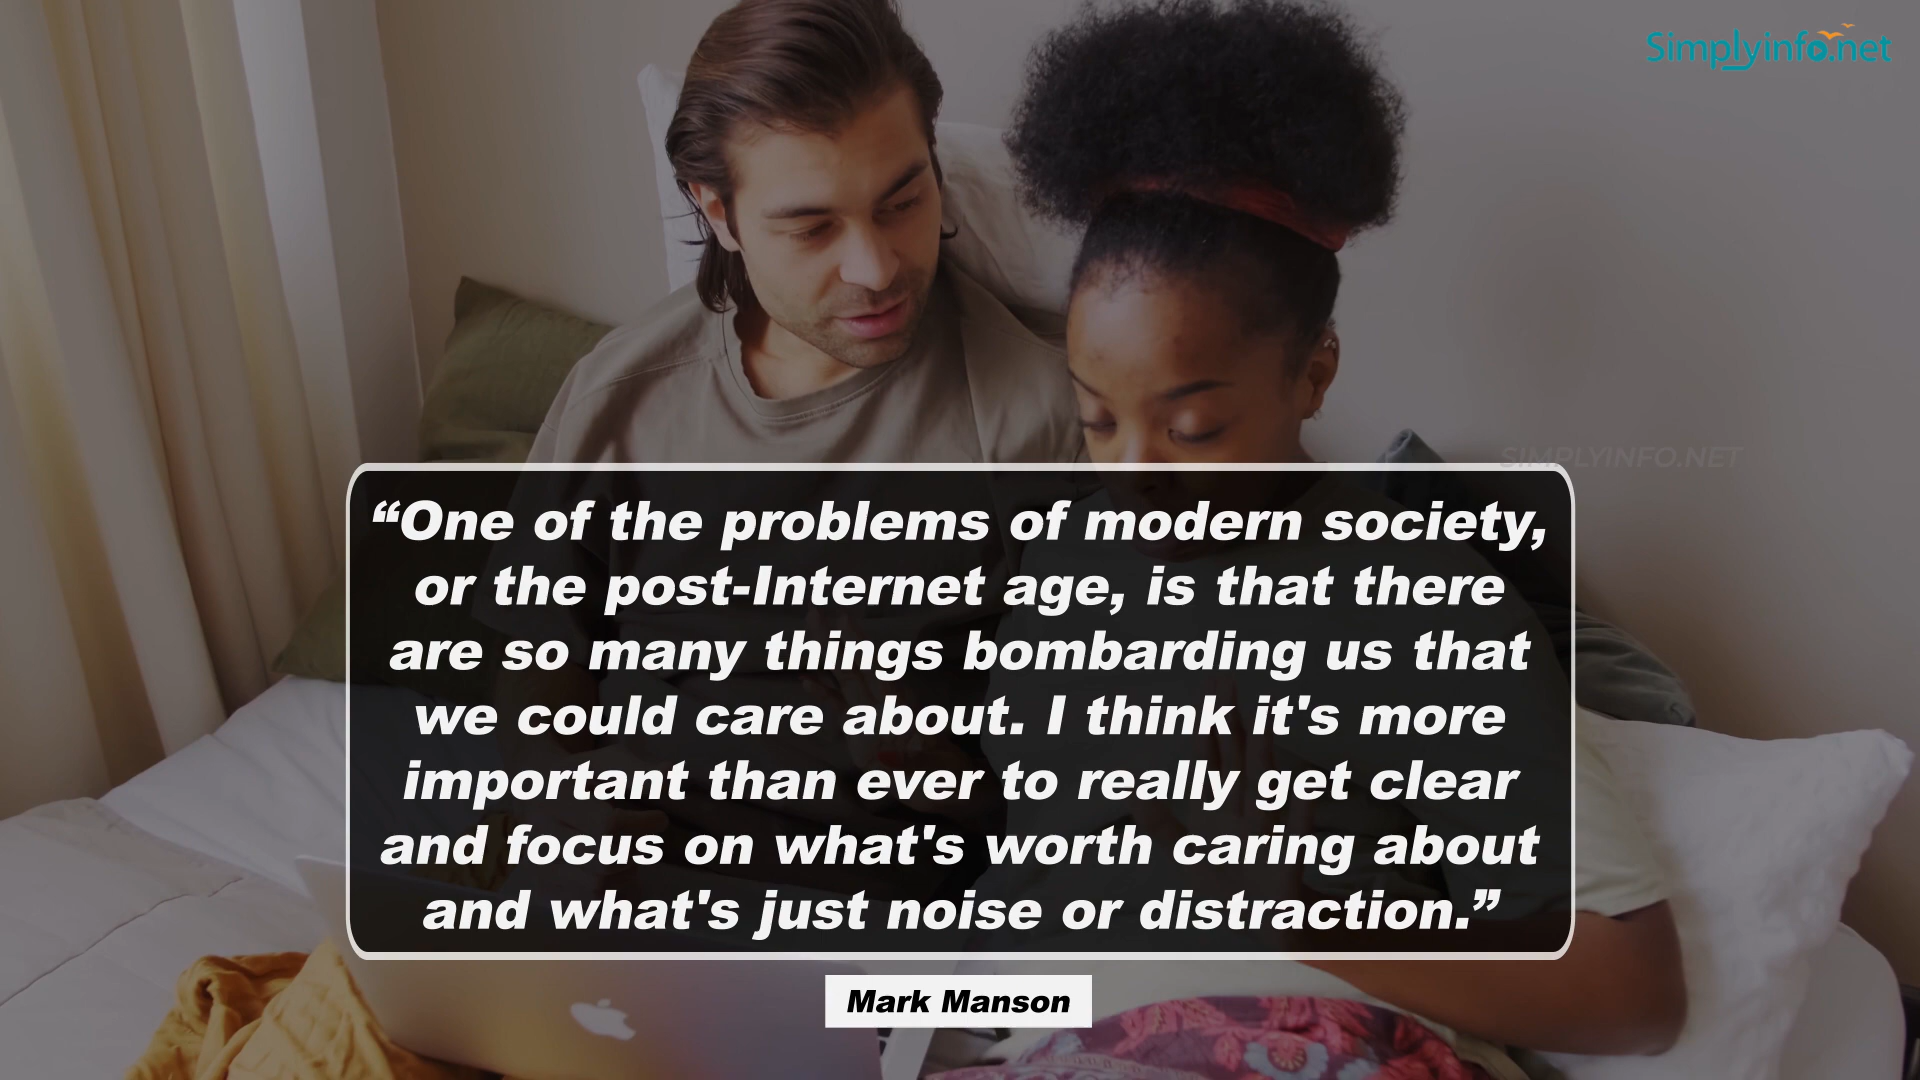 Simplyinfo.net
SIMPLYINFO.NET
“One of the problems of modern society,
or the post-Internet age, is that there
are so many things bombarding us that
we could care about. I think it's more
important than ever to really get clear
and focus on what's worth caring about
and what's just noise or distraction.”
Mark Manson